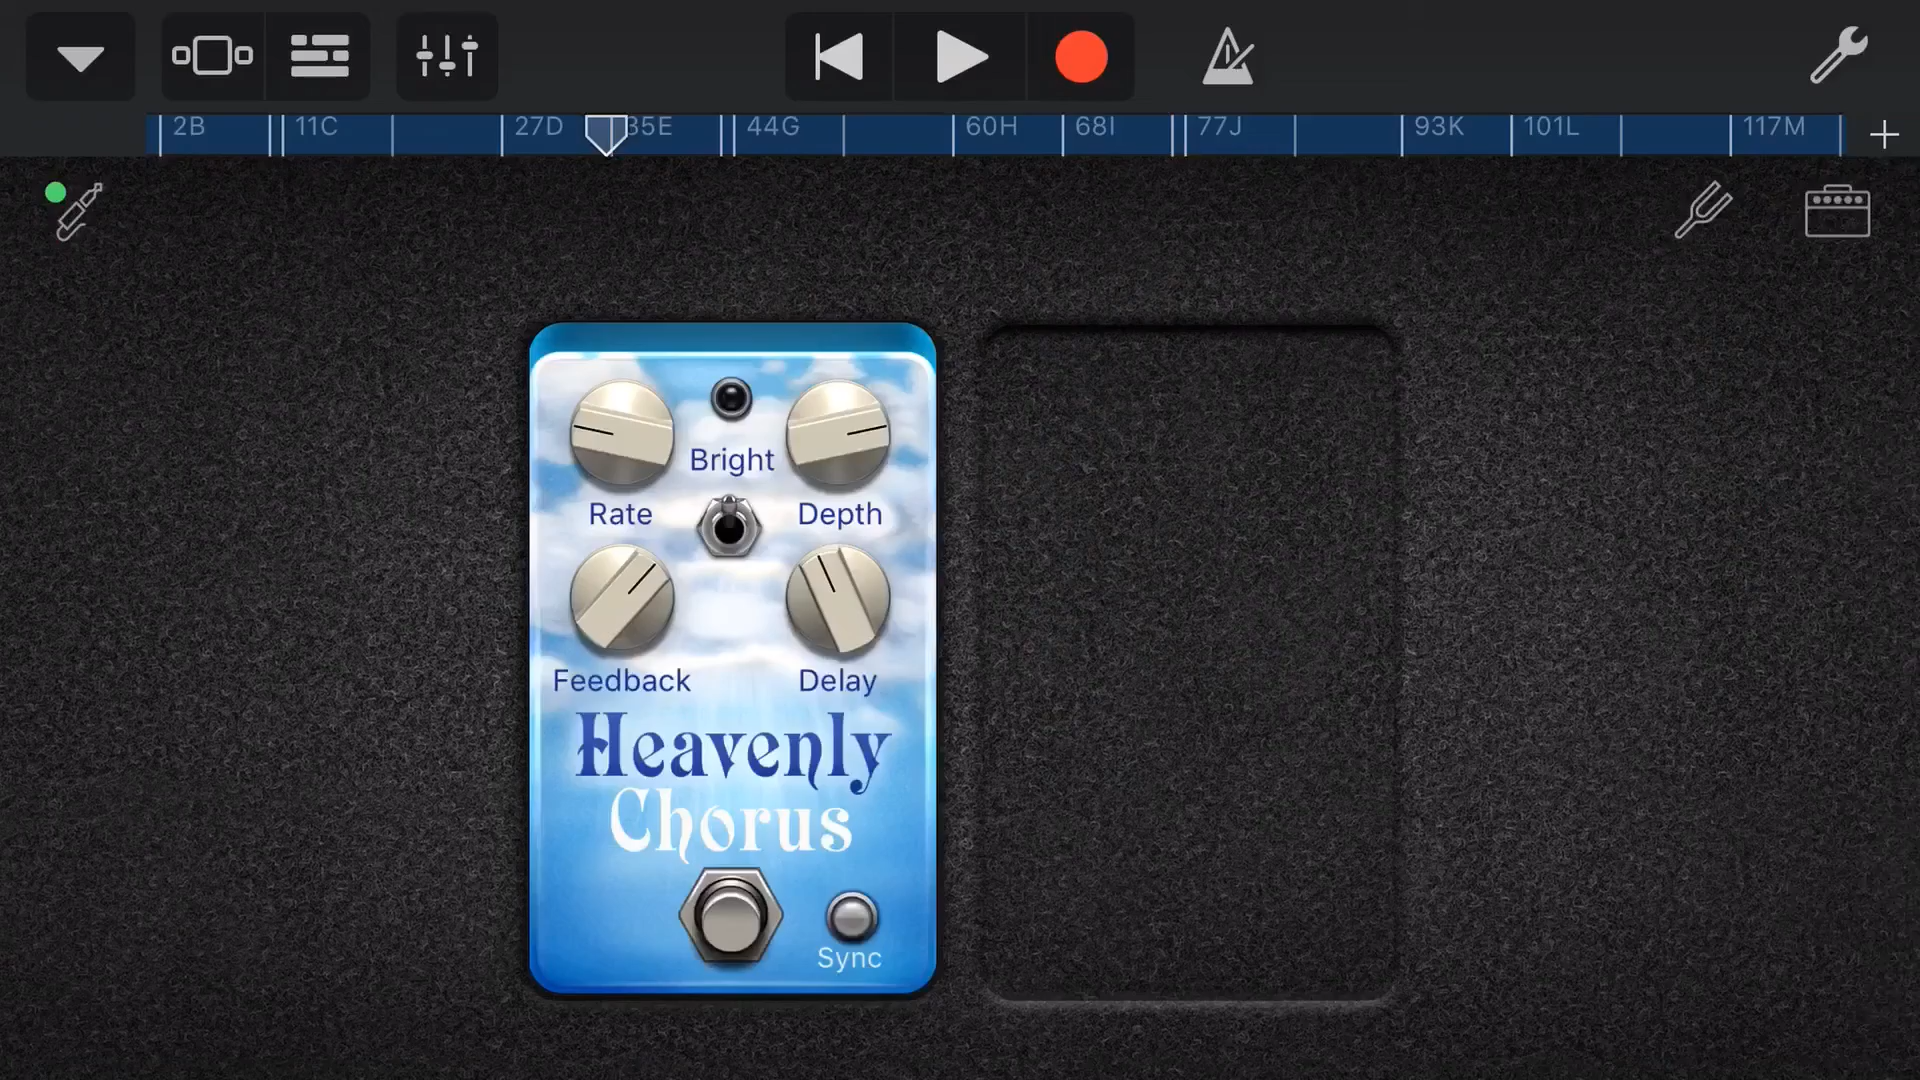 2B 11C 27D 35E 44G 60H 68I 77J 93K 101L 117M
Bright
Rate Depth
Feedback Delay
Heavenly
Chorus
Sync